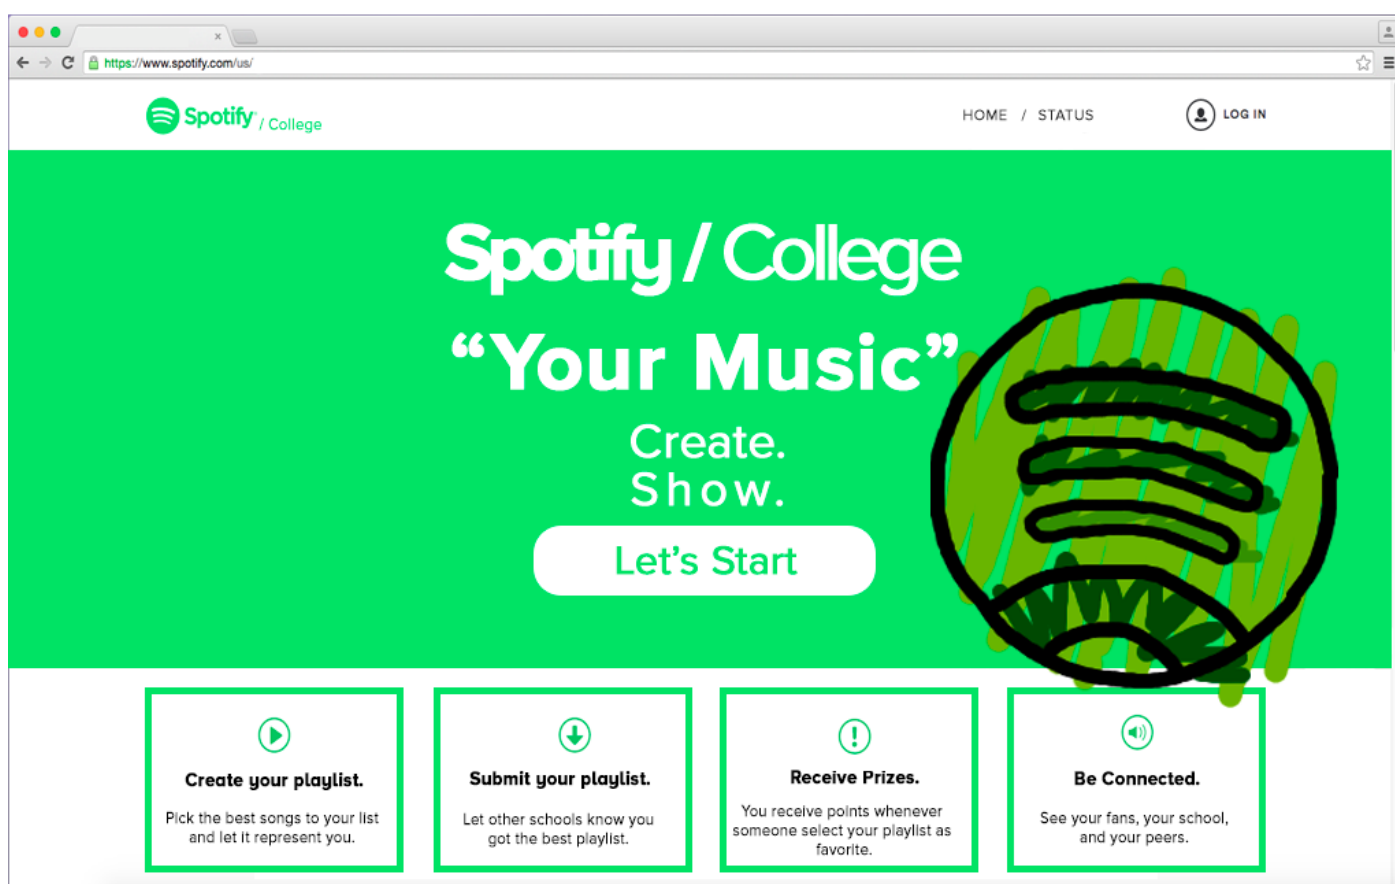 https://www.spotify.com/us/
Spotify / College
HOME / STATUS
LOG IN
Spotify / College
“Your Music”
Create.
Show.
Let’s Start
Create your playlist.
Pick the best songs to your list
and let it represent you.
Submit your playlist.
Let other schools know you
got the best playlist.
Receive Prizes.
You receive points whenever
someone select your playlist as
favorite.
Be Connected.
See your fans, your school,
and your peers.